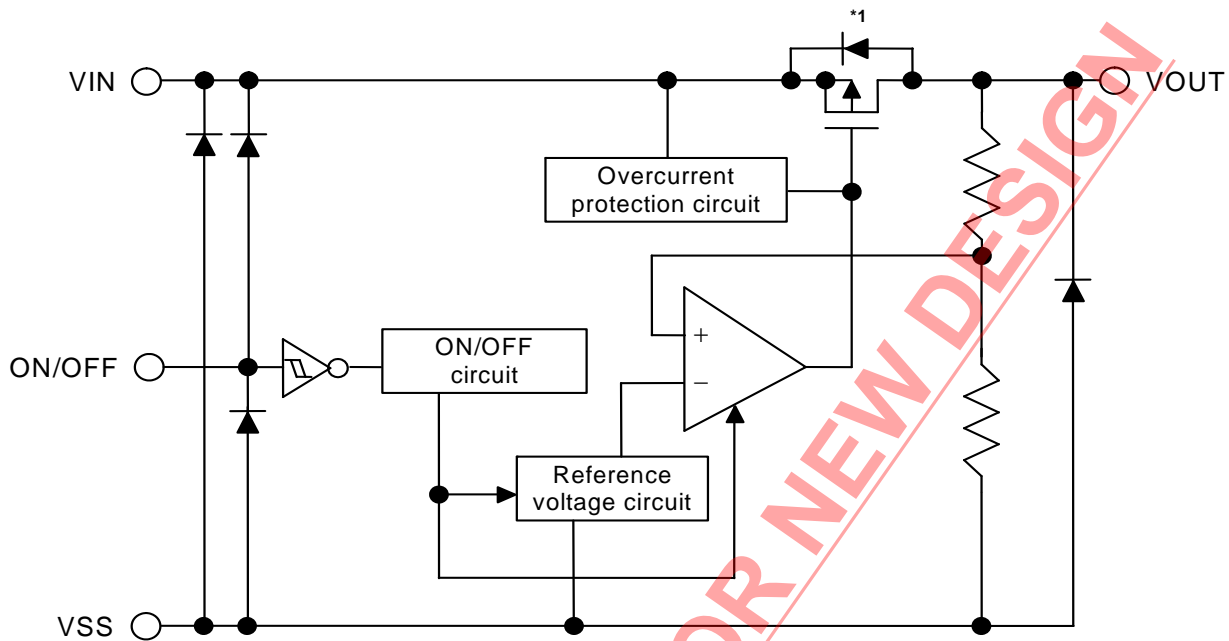 *1
VIN
VOUT
Overcurrent
protection circuit
ON/OFF
ON/OFF
circuit
+
−
Reference
voltage circuit
VSS
OR NEW DESIGN